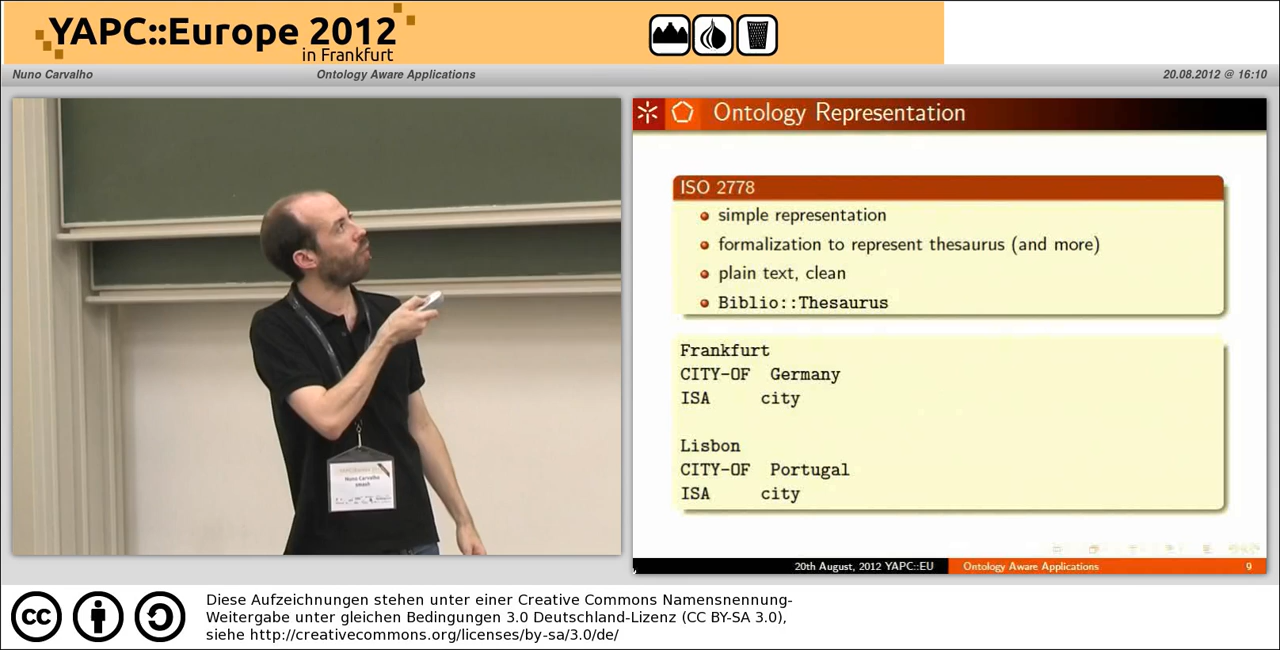 YAPC::Europe 2012
in Frankfurt
Nuno Carvalho
Ontology Aware Applications
20.08.2012 @ 16:10
Nuno Carvalho
Ontology Representation
ISO 2778
simple representation
formalization to represent thesaurus (and more)
plain text, clean
Biblio::Thesaurus
Frankfurt
CITY-OF Germany
ISA city
Lisbon
CITY-OF Portugal
ISA city
20th August, 2012 YAPC::EU
Ontology Aware Applications
9
cc
Diese Aufzeichnungen stehen unter einer Creative Commons Namensnennung-
Weitergabe unter gleichen Bedingungen 3.0 Deutschland-Lizenz (CC BY-SA 3.0),
siehe http://creativecommons.org/licenses/by-sa/3.0/de/